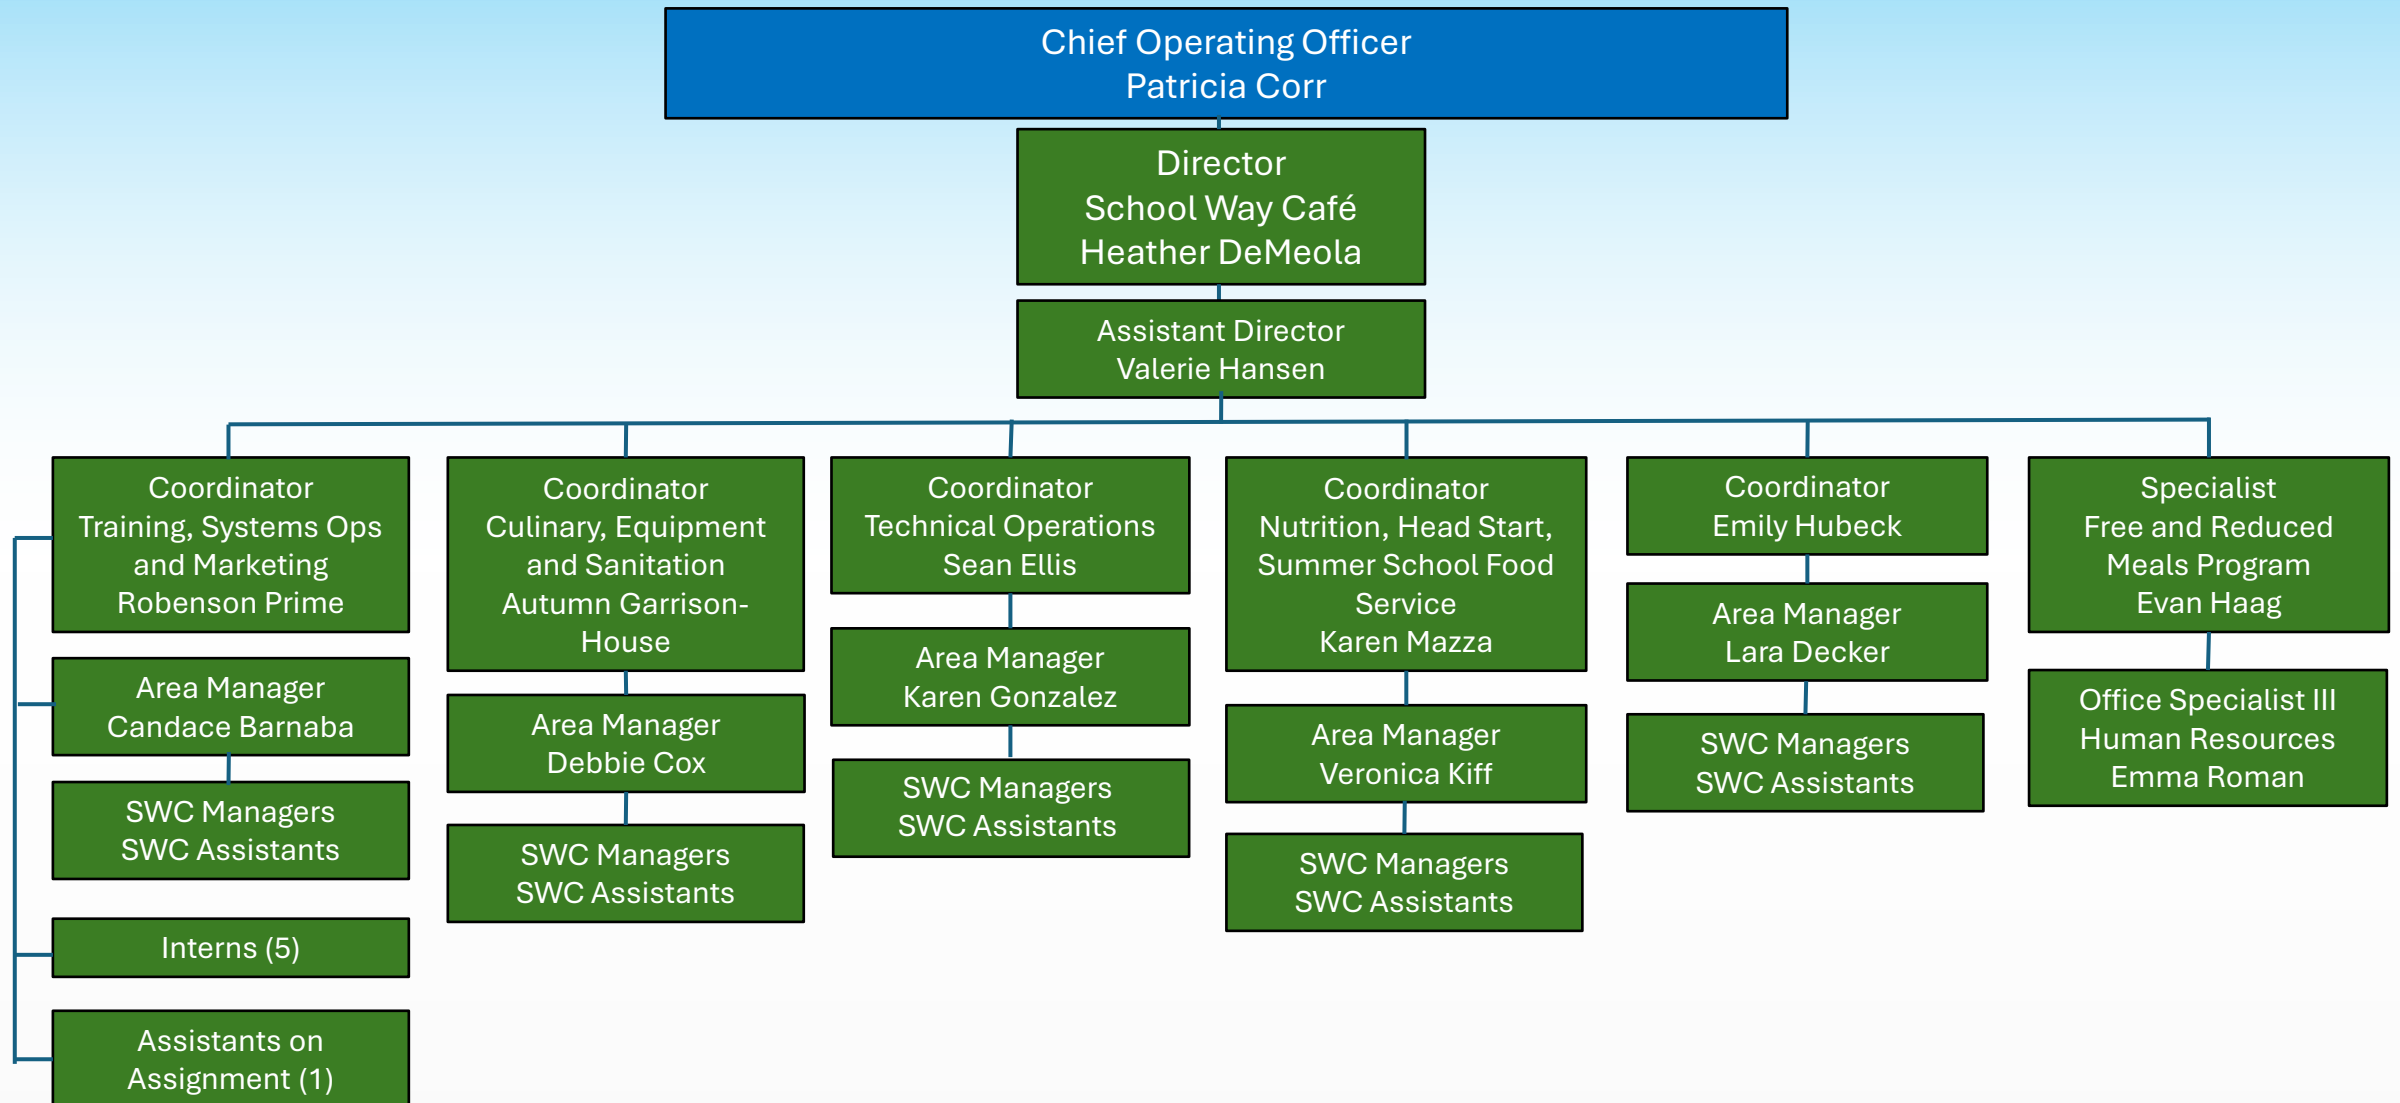 Chief Operating Officer
Patricia Corr
Director
School Way Café
Heather DeMeola
Assistant Director
Valerie Hansen
Coordinator
Training, Systems Ops
and Marketing
Robenson Prime
Area Manager
Candace Barnaba
SWC Managers
SWC Assistants
Interns (5)
Assistants on
Assignment (1)
Coordinator
Culinary, Equipment
and Sanitation
Autumn Garrison-
House
Area Manager
Debbie Cox
SWC Managers
SWC Assistants
Coordinator
Technical Operations
Sean Ellis
Area Manager
Karen Gonzalez
SWC Managers
SWC Assistants
Coordinator
Nutrition, Head Start,
Summer School Food
Service
Karen Mazza
Area Manager
Veronica Kiff
SWC Managers
SWC Assistants
Coordinator
Emily Hubeck
Area Manager
Lara Decker
SWC Managers
SWC Assistants
Specialist
Free and Reduced
Meals Program
Evan Haag
Office Specialist III
Human Resources
Emma Roman